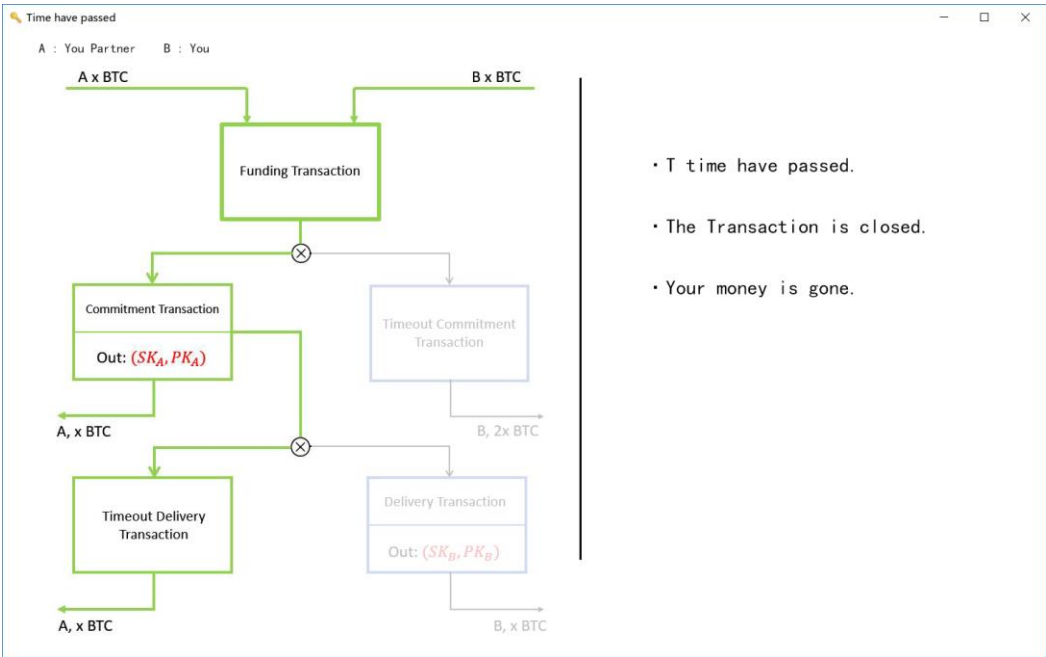 Time have passed
A : You Partner B : You
A x BTC
B x BTC
Funding Transaction
Commitment Transaction
Out: (SK_A, PK_A)
Timeout Commitment
Transaction
A, x BTC
B, 2x BTC
Timeout Delivery
Transaction
Delivery Transaction
Out: (SK_B, PK_B)
A, x BTC
B, x BTC
・T time have passed.
・The Transaction is closed.
・Your money is gone.